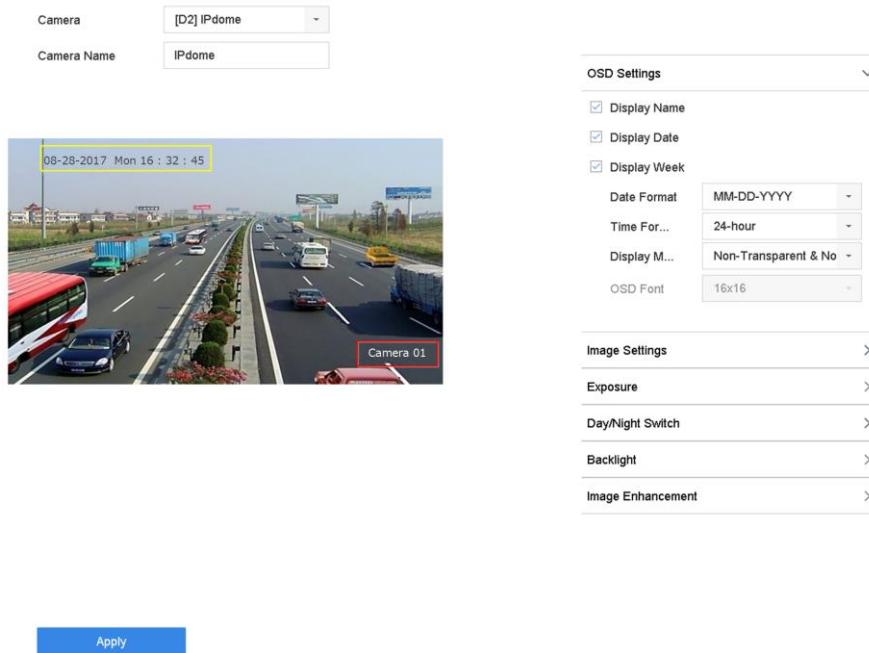 Camera [D2] IPdome
Camera Name IPdome
08-28-2017 Mon 16 : 32 : 45
Camera 01
OSD Settings
Display Name
Display Date
Display Week
Date Format MM-DD-YYYY
Time For... 24-hour
Display M... Non-Transparent & No
OSD Font 16x16
Image Settings
Exposure
Day/Night Switch
Backlight
Image Enhancement
Apply